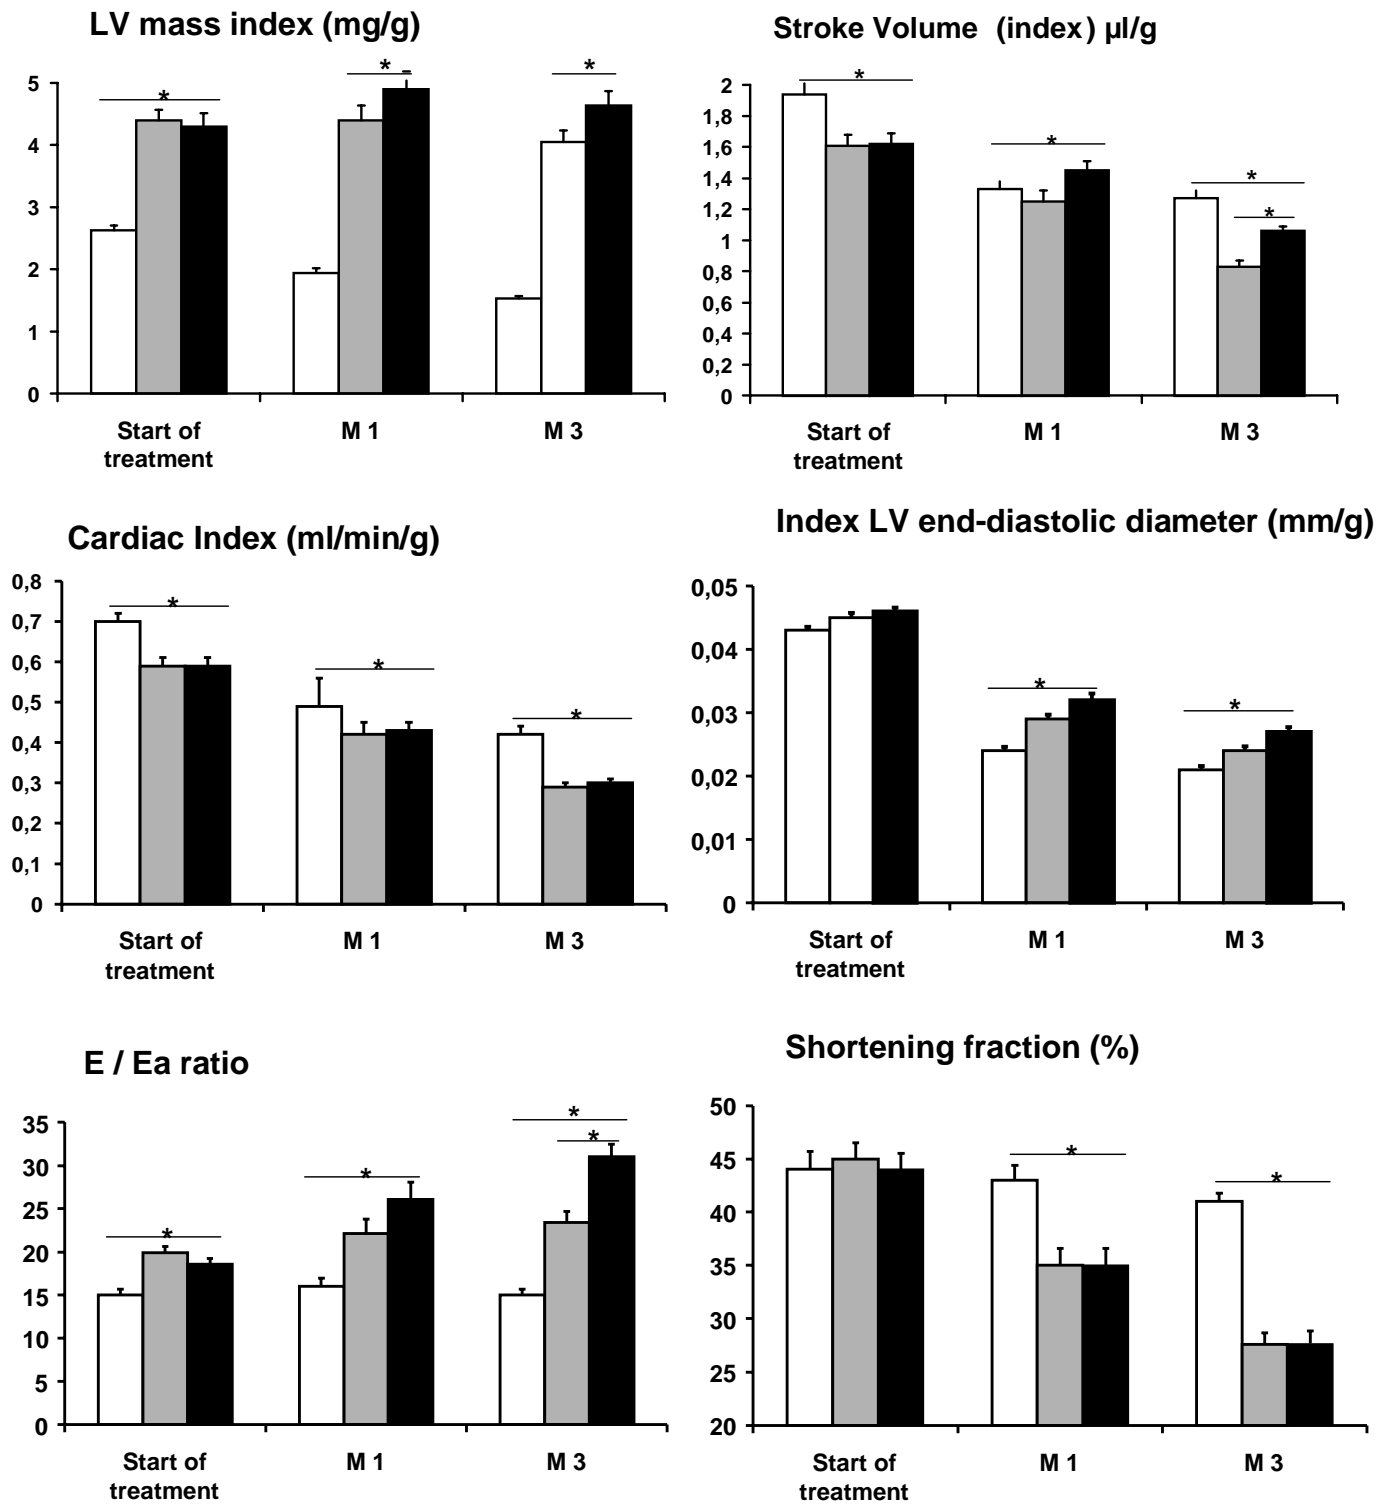 LV mass index (mg/g)
5
4
3
2
1
0
*
*
*
Start of
treatment
M 1
M 3
Stroke Volume (index) µl/g
2
1,8
1,6
1,4
1,2
1
0,8
0,6
0,4
0,2
0
*
*
*
*
Start of
treatment
M 1
M 3
Cardiac Index (ml/min/g)
0,8
0,7
0,6
0,5
0,4
0,3
0,2
0,1
0
*
*
*
Start of
treatment
M 1
M 3
Index LV end-diastolic diameter (mm/g)
0,05
0,04
0,03
0,02
0,01
0
*
*
Start of
treatment
M 1
M 3
E / Ea ratio
35
30
25
20
15
10
5
0
*
*
*
*
Start of
treatment
M 1
M 3
Shortening fraction (%)
50
45
40
35
30
25
20
*
*
Start of
treatment
M 1
M 3